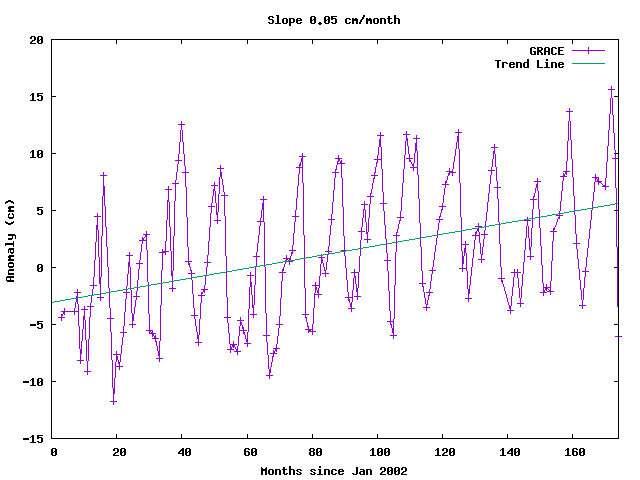 Slope 0.05 cm/month
GRACE
Trend Line
20
15
10
5
0
-5
-10
-15
Anomaly (cm)
0 20 40 60 80 100 120 140 160
Months since Jan 2002